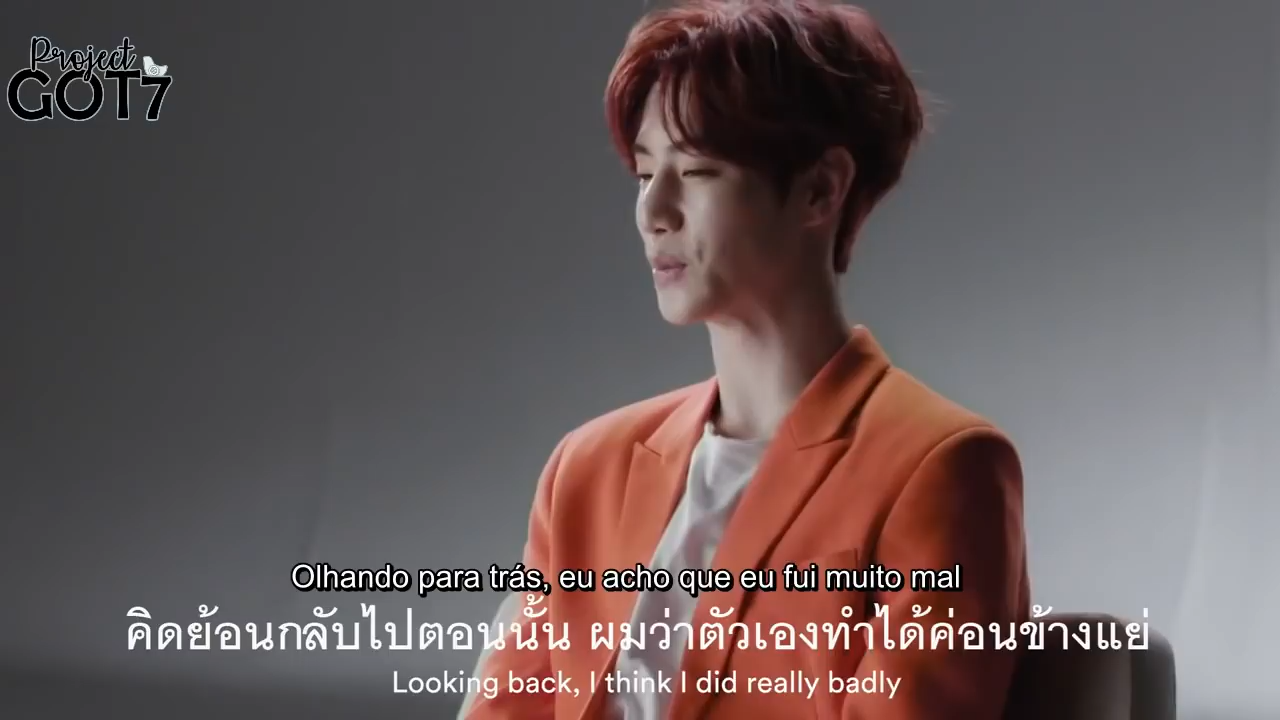 Project
GOT7
Olhando para trás, eu acho que eu fui muito mal
คิดย้อนกลับไปตอนนั้น ผมว่าตัวเองทำได้ค่อนข้างแย่
Looking back, I think I did really badly